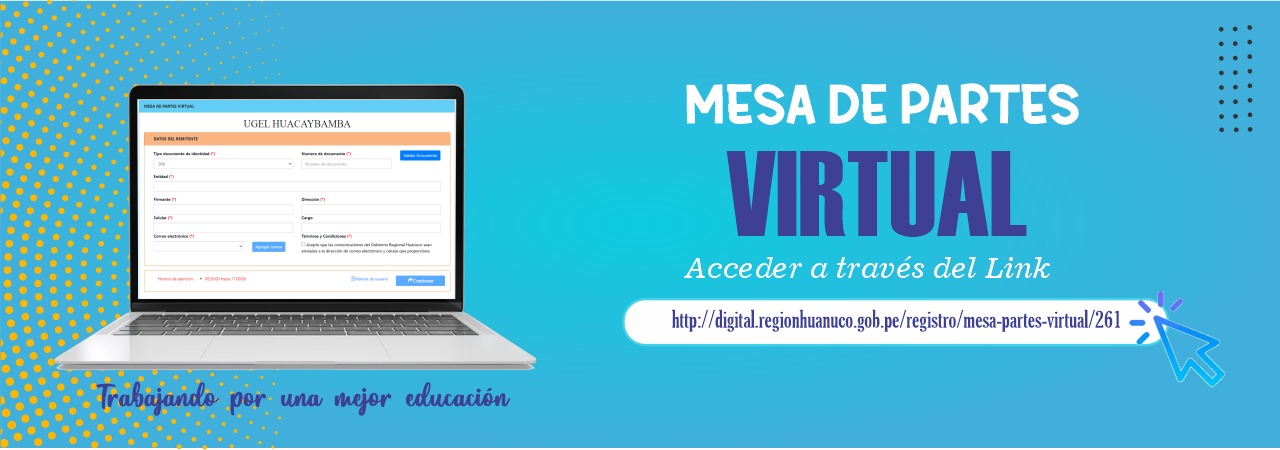 MESA DE PARTES VIRTUAL
UGEL HUACAYBAMBA
DATOS DEL REMITENTE
Tipo documento de identidad (*)
Numero de documento (*)
Validar Documento
DNI
Numero de documento
Entidad (*)
Firmante (*)
Dirección (*)
Celular (*)
Cargo
Correo electrónico (*)
Términos y Condiciones (*)
Agregar correo
Acepto que las comunicaciones del Gobierno Regional Huánuco sean
enviadas a la dirección de correo electrónico y celular que proporcione.
Horario de atención:
08:30:00 hasta 17:00:00
Manual de usuario
Continuar
Trabajando por una mejor educación
MESA DE PARTES
VIRTUAL
Acceder a través del Link
http://digital.regionhuanuco.gob.pe/registro/mesa-partes-virtual/261